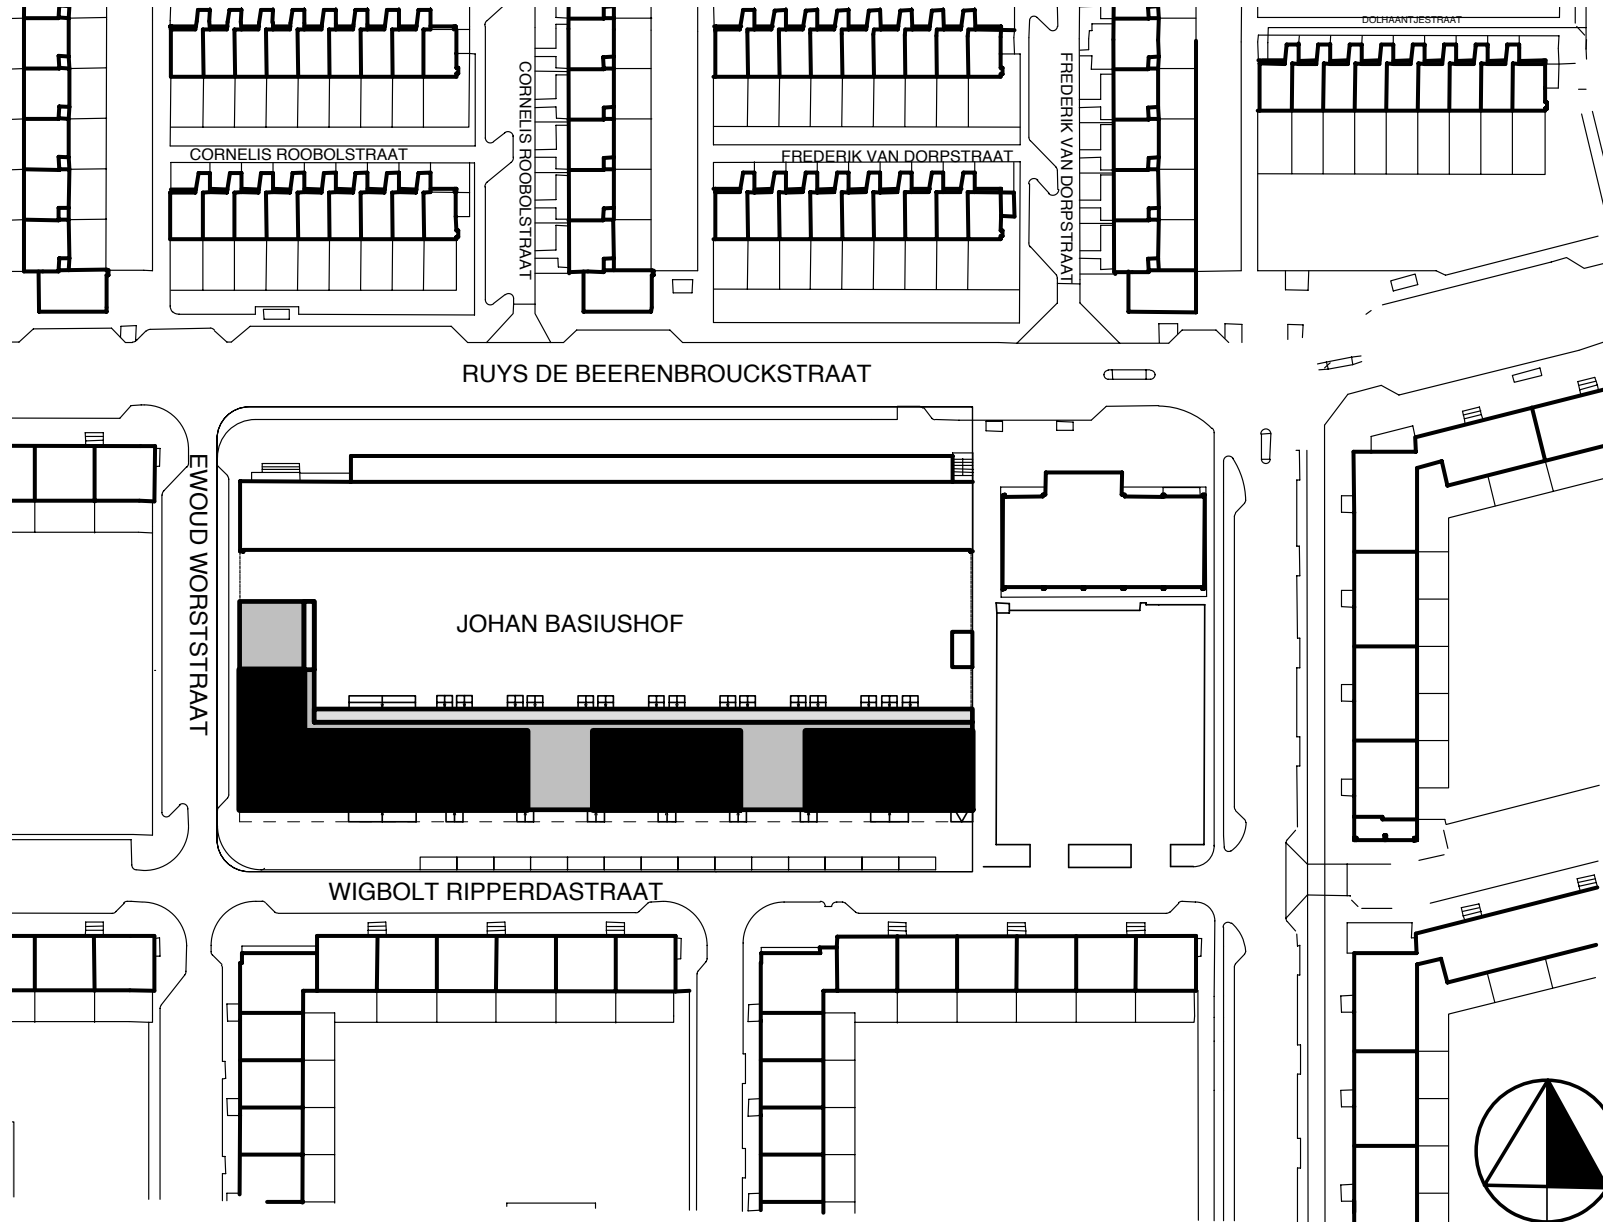 DOLHAANTJESTRAAT
CORNELIS ROOBOLSTRAAT
CORNELIS ROOBOLSTRAAT
FREDERIK VAN DORPSTRAAT
FREDERIK VAN DORPSTRAAT
RUYS DE BEERENBROUCKSTRAAT
EWOUD WORSTSTRAAT
JOHAN BASIUSHOF
WIGBOLT RIPPERDASTRAAT